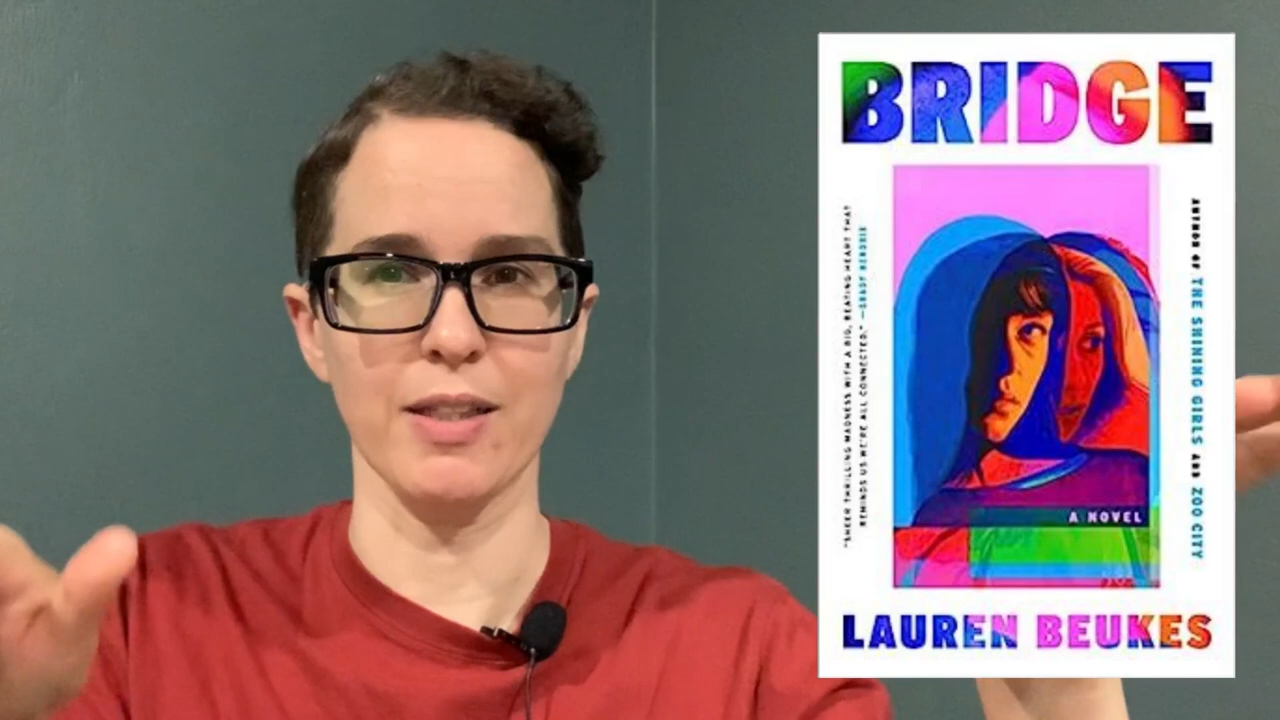 BRIDGE
"SHEER THRILLING MADNESS WITH A BIG, BEATING HEART THAT
REMINDS US WE'RE ALL CONNECTED." —GRADY HENDRIX
AUTHOR OF THE SHINING GIRLS AND ZOO CITY
A NOVEL
LAUREN BEUKES